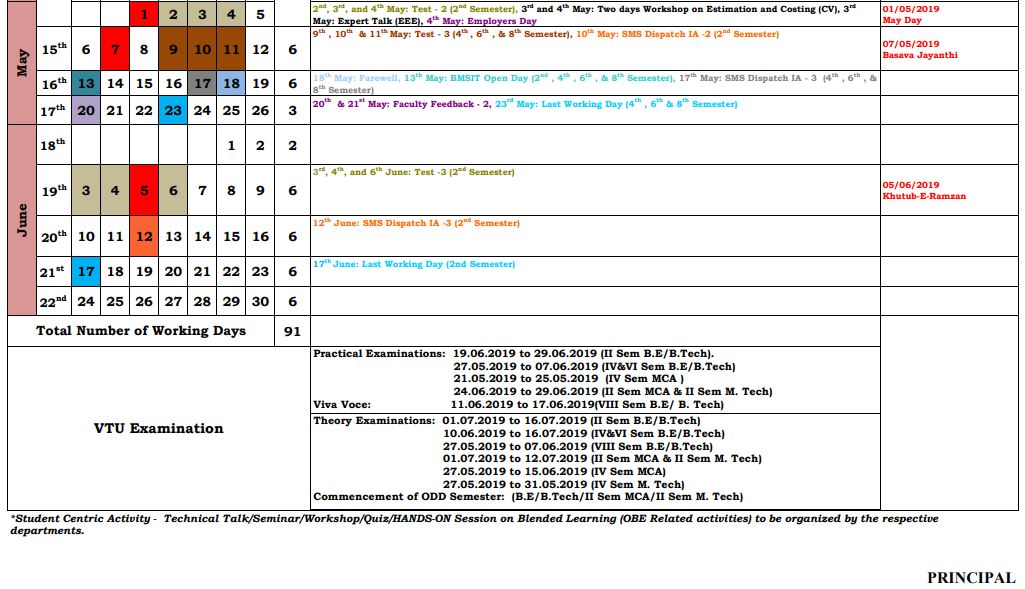 1 2 3 4 5 2nd, 3rd, and 4th May: Test - 2 (2nd Semester), 3rd and 4th May: Two days Workshop on Estimation and Costing (CV), 3rd 01/05/2019
May: Expert Talk (EEE), 4th May: Employers Day May Day
May
15th 6 7 8 9 10 11 12 6 9th , 10th & 11th May: Test - 3 (4th , 6th , & 8th Semester), 10th May: SMS Dispatch IA -2 (2nd Semester) 07/05/2019
Basava Jayanthi
16th 13 14 15 16 17 18 19 6 18th May: Farewell, 13th May: BMSIT Open Day (2nd , 4th , 6th , & 8th Semester), 17th May: SMS Dispatch IA - 3 (4th , 6th , &
8th Semester)
17th 20 21 22 23 24 25 26 3 20th & 21st May: Faculty Feedback - 2, 23rd May: Last Working Day (4th , 6th & 8th Semester)
June
18th 1 2 2
19th 3 4 5 6 7 8 9 6 3rd, 4th, and 6th June: Test -3 (2nd Semester) 05/06/2019
Khutub-E-Ramzan
20th 10 11 12 13 14 15 16 6 12th June: SMS Dispatch IA -3 (2nd Semester)
21st 17 18 19 20 21 22 23 6 17th June: Last Working Day (2nd Semester)
22nd 24 25 26 27 28 29 30 6
Total Number of Working Days 91
VTU Examination
Practical Examinations: 19.06.2019 to 29.06.2019 (II Sem B.E/B.Tech).
27.05.2019 to 07.06.2019 (IV&VI Sem B.E/B.Tech)
21.05.2019 to 25.05.2019 (IV Sem MCA )
24.06.2019 to 29.06.2019 (II Sem MCA & II Sem M. Tech)
Viva Voce: 11.06.2019 to 17.06.2019(VIII Sem B.E/ B. Tech)
Theory Examinations: 01.07.2019 to 16.07.2019 (II Sem B.E/B.Tech)
10.06.2019 to 16.07.2019 (IV&VI Sem B.E/B.Tech)
27.05.2019 to 07.06.2019 (VIII Sem B.E/B.Tech)
01.07.2019 to 12.07.2019 (II Sem MCA & II Sem M. Tech)
27.05.2019 to 15.06.2019 (IV Sem MCA)
27.05.2019 to 31.05.2019 (IV Sem M. Tech)
Commencement of ODD Semester: (B.E/B.Tech/II Sem MCA/II Sem M. Tech)
*Student Centric Activity - Technical Talk/Seminar/Workshop/Quiz/HANDS-ON Session on Blended Learning (OBE Related activities) to be organized by the respective
departments.
PRINCIPAL